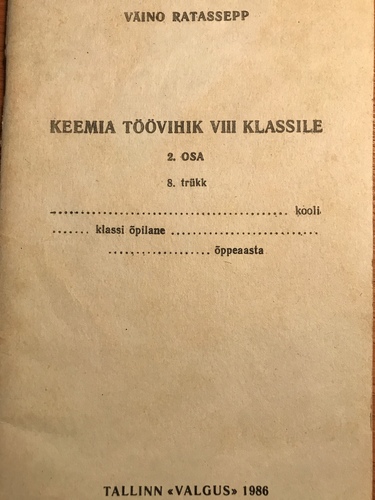 VÄINO RATASSEPP
KEEMIA TÖÖVIHIK VIII KLASSILE
2. OSA
8. trükk
........................................ kooli
....... klassi õpilane ...........................
................... õppeaasta
TALLINN «VALGUS» 1986